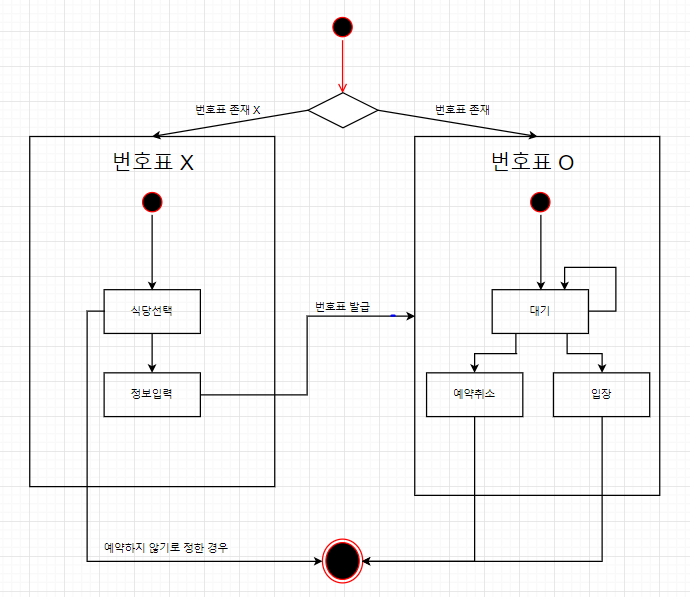 번호표 존재 X
번호표 존재
번호표 X
번호표 O
식당선택
대기
번호표 발급
정보입력
예약취소
입장
예약하지 않기로 정한 경우